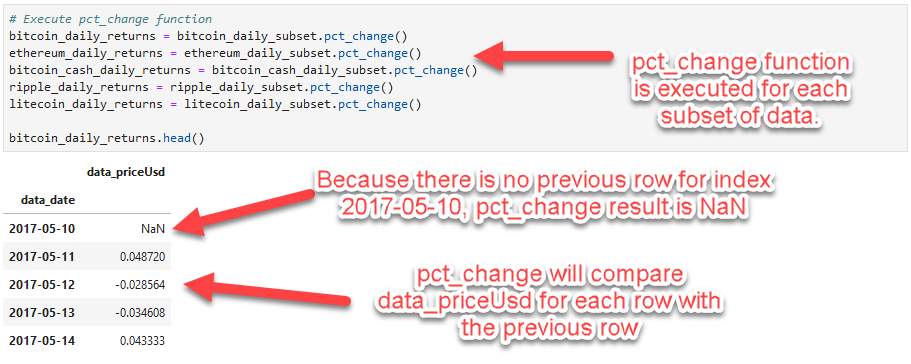 # Execute pct_change function
bitcoin_daily_returns = bitcoin_daily_subset.pct_change()
ethereum_daily_returns = ethereum_daily_subset.pct_change()
bitcoin_cash_daily_returns = bitcoin_cash_daily_subset.pct_change()
ripple_daily_returns = ripple_daily_subset.pct_change()
litecoin_daily_returns = litecoin_daily_subset.pct_change()
bitcoin_daily_returns.head()
pct_change function
is executed for each
subset of data.
data_priceUsd
data_date
2017-05-10 NaN
2017-05-11 0.048720
2017-05-12 -0.028564
2017-05-13 -0.034608
2017-05-14 0.043333
Because there is no previous row for index
2017-05-10, pct_change result is NaN
pct_change will compare
data_priceUsd for each row with
the previous row